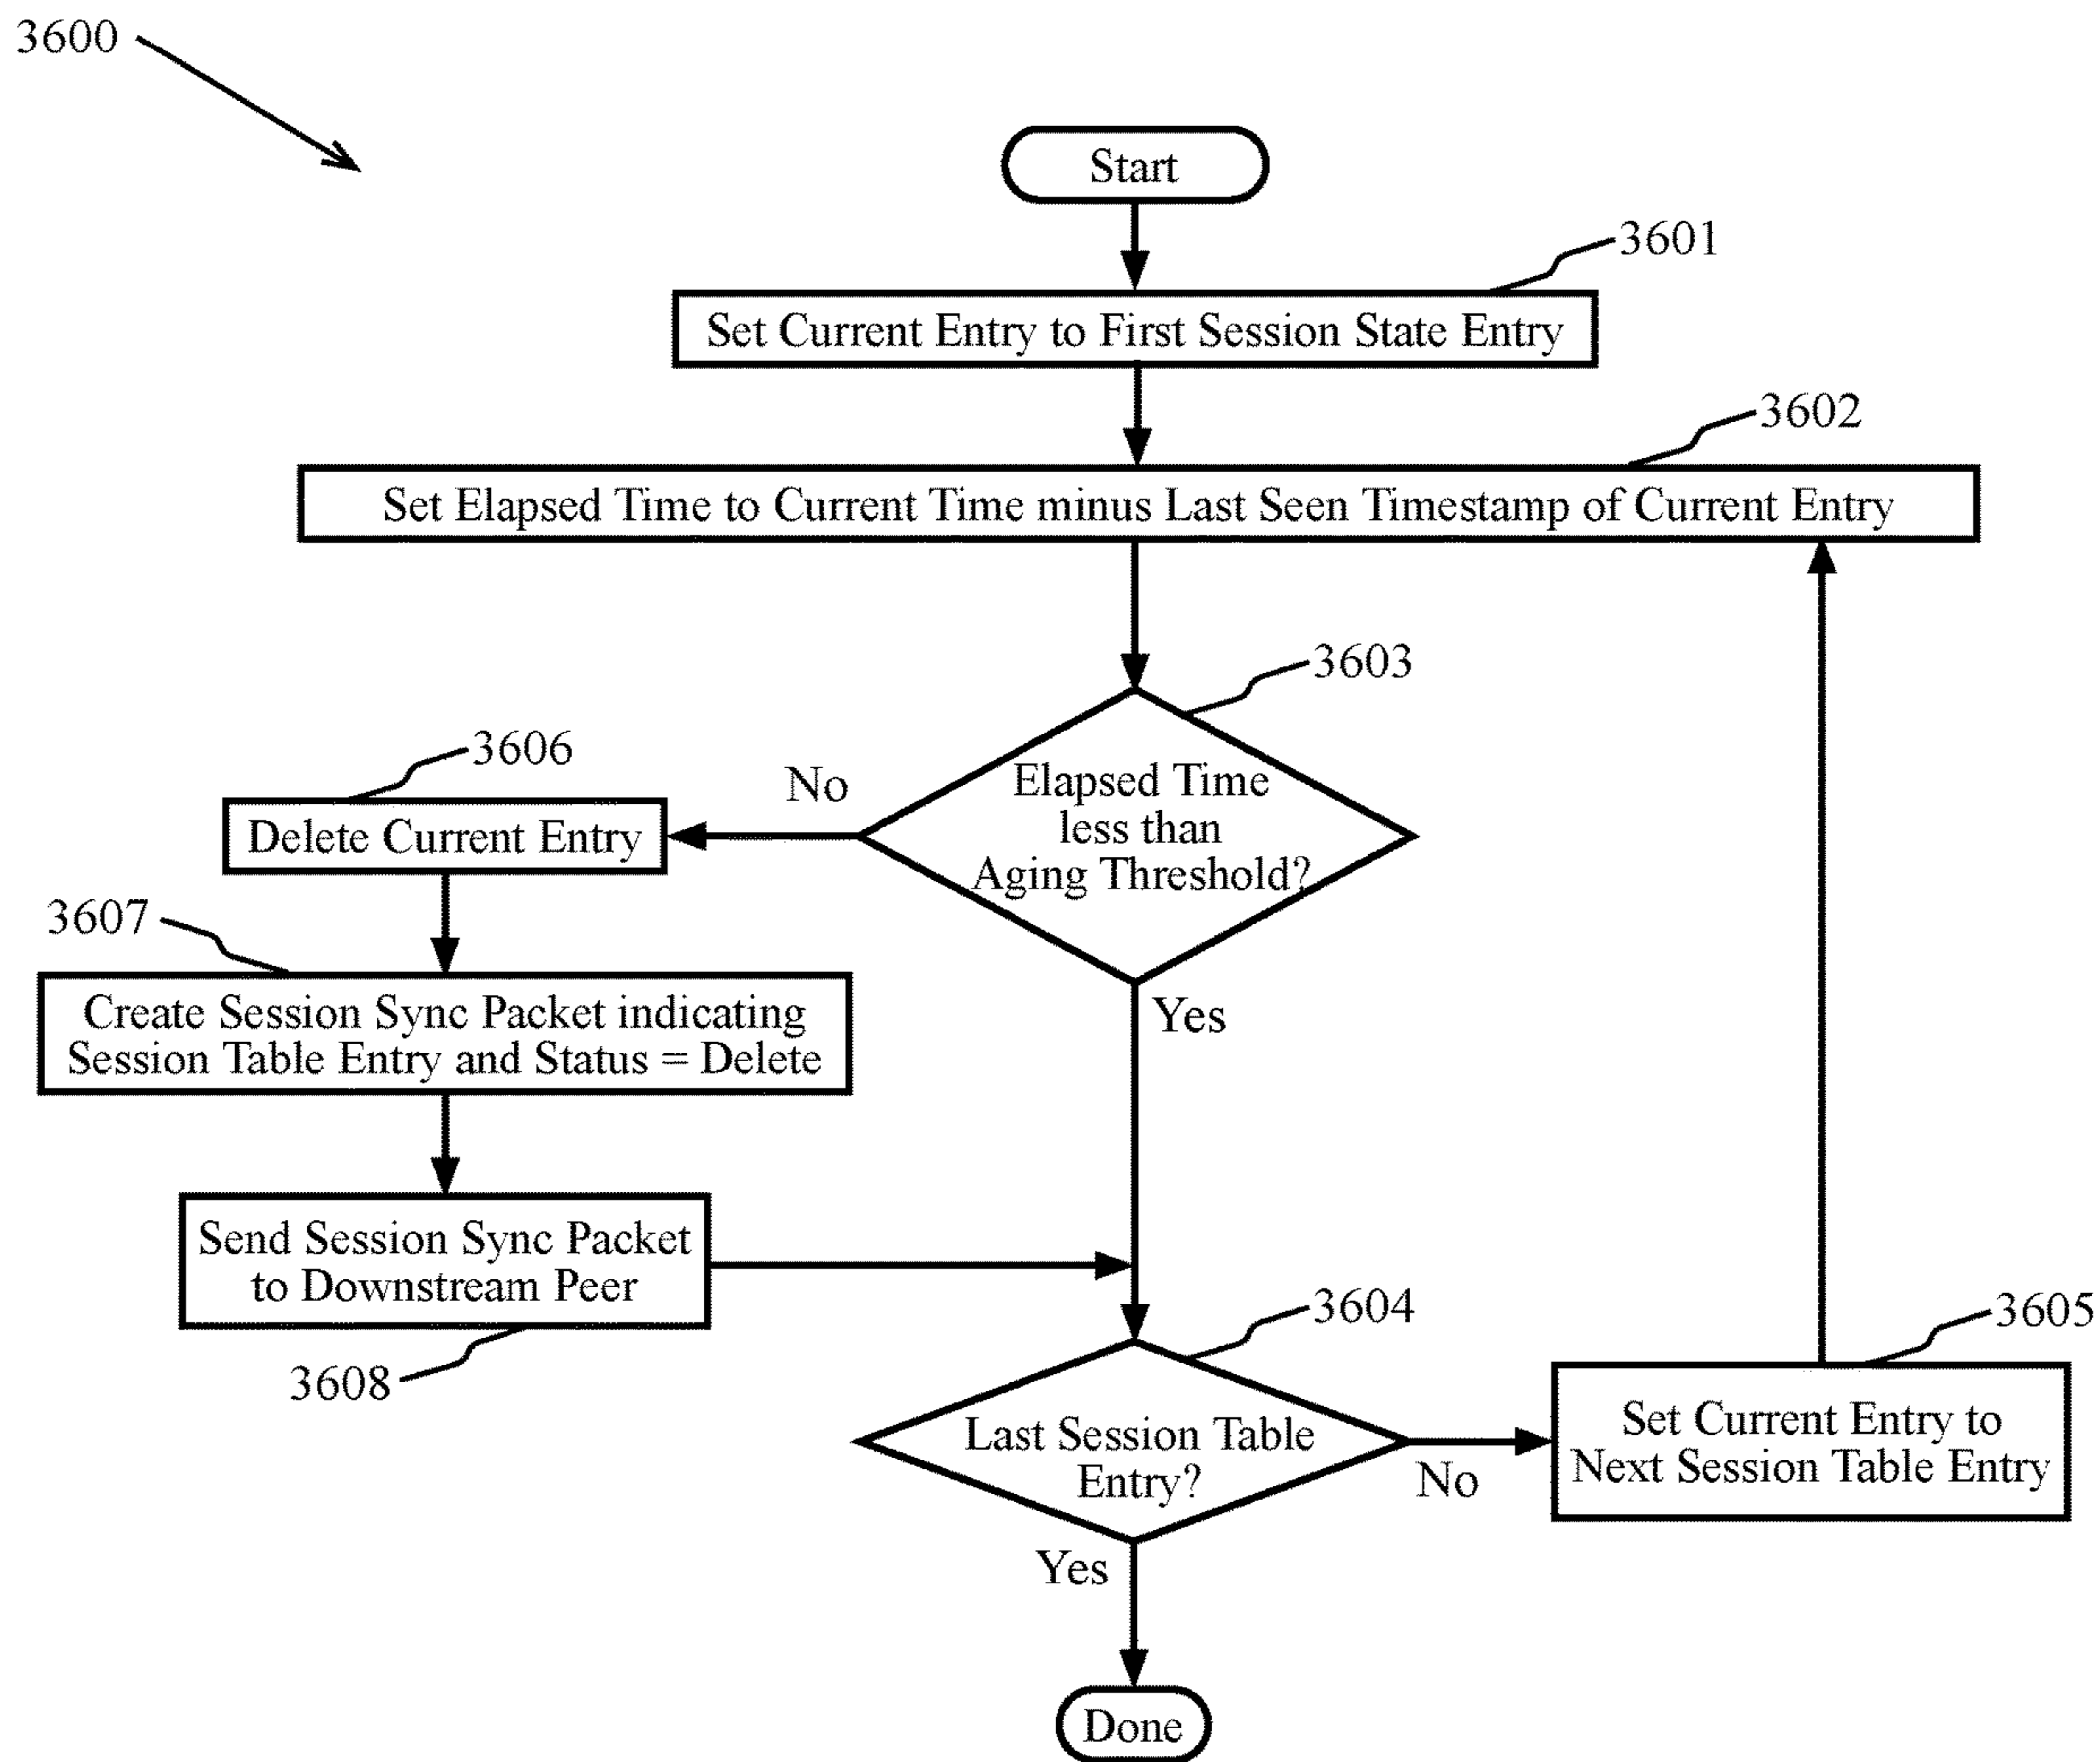 3600
Start
3601
Set Current Entry to First Session State Entry
3602
Set Elapsed Time to Current Time minus Last Seen Timestamp of Current Entry
3603
Elapsed Time
less than
Aging Threshold?
No
3606
Delete Current Entry
3607
Create Session Sync Packet indicating
Session Table Entry and Status = Delete
Yes
Send Session Sync Packet
to Downstream Peer
3608
3604
Last Session Table
Entry?
No
3605
Set Current Entry to
Next Session Table Entry
Yes
Done